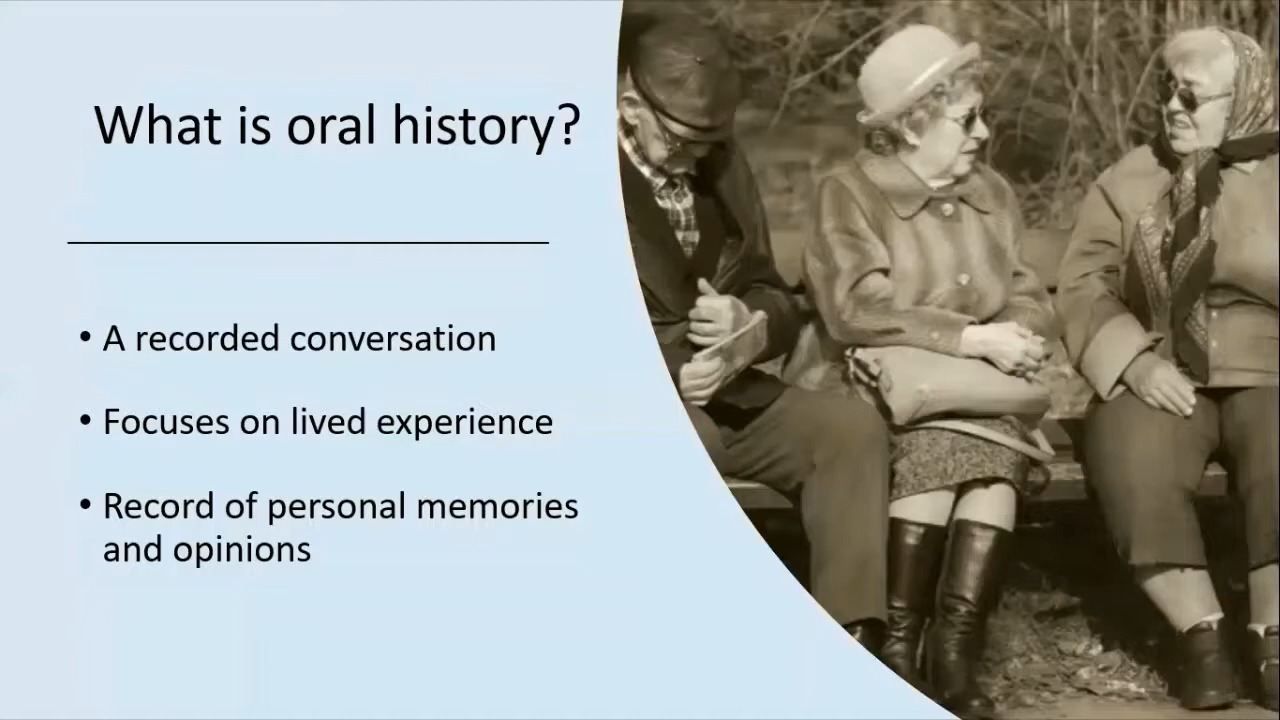 What is oral history?
• A recorded conversation
• Focuses on lived experience
• Record of personal memories
and opinions